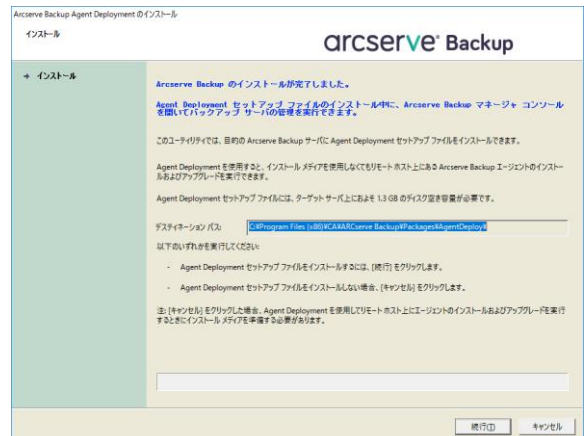 Arcserve Backup Agent Deployment のインストール
インストール
arcserve® Backup
インストール
Arcserve Backup のインストールが完了しました。
Agent Deployment セットアップ ファイルのインストール中に、Arcserve Backup マネージャ コンソール
を開いてバックアップ サーバの管理を実行できます。
このユーティリティでは、目的の Arcserve Backup サーバに Agent Deployment セットアップ ファイルをインストールできます。
Agent Deployment を使用すると、インストール メディアを使用しなくてもリモート ホスト上にある Arcserve Backup エージェントのインストー
ルおよびアップグレードを実行できます。
Agent Deployment セットアップ ファイルには、ターゲット サーバ上におよそ 1.3 GB のディスク空き容量が必要です。
デスティネーション パス:
C:¥Program Files (x86)¥CA¥ARCserve Backup¥Packages¥AgentDeploy¥
以下のいずれかを実行してください:
- Agent Deployment セットアップ ファイルをインストールするには、[続行] をクリックします。
- Agent Deployment セットアップ ファイルをインストールしない場合、[キャンセル] をクリックします。
注: [キャンセル] をクリックした場合、Agent Deployment を使用してリモート ホスト上にエージェントのインストールおよびアップグレードを実行
するときにインストール メディアを準備する必要があります。
続行(I)
キャンセル